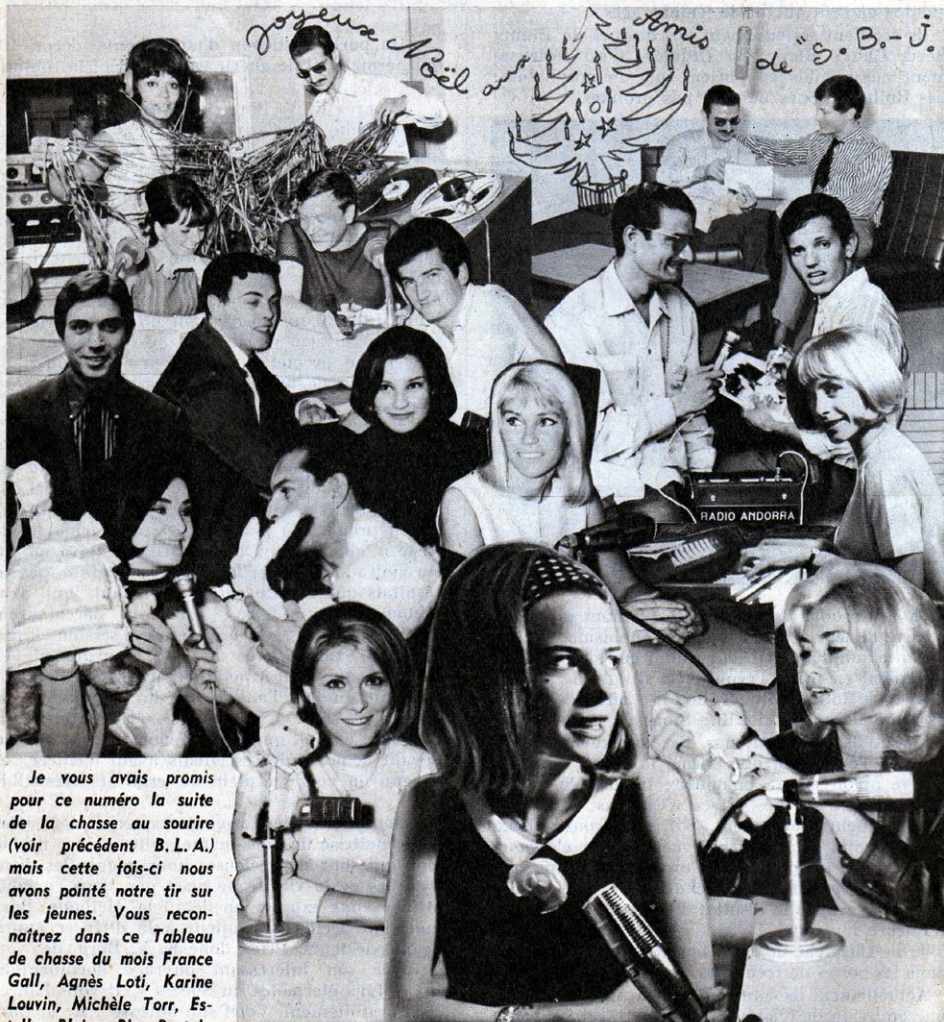 Joyeux Noël aux Amis de "S. B.-J.
RADIO ANDORRA
Je vous avais promis
pour ce numéro la suite
de la chasse au sourire
(voir précédent B. L. A.)
mais cette fois-ci nous
avons pointé notre tir sur
les jeunes. Vous recon-
naîtrez dans ce Tableau
de chasse du mois France
Gall, Agnès Loti, Karine
Louvin, Michèle Torr, Es-